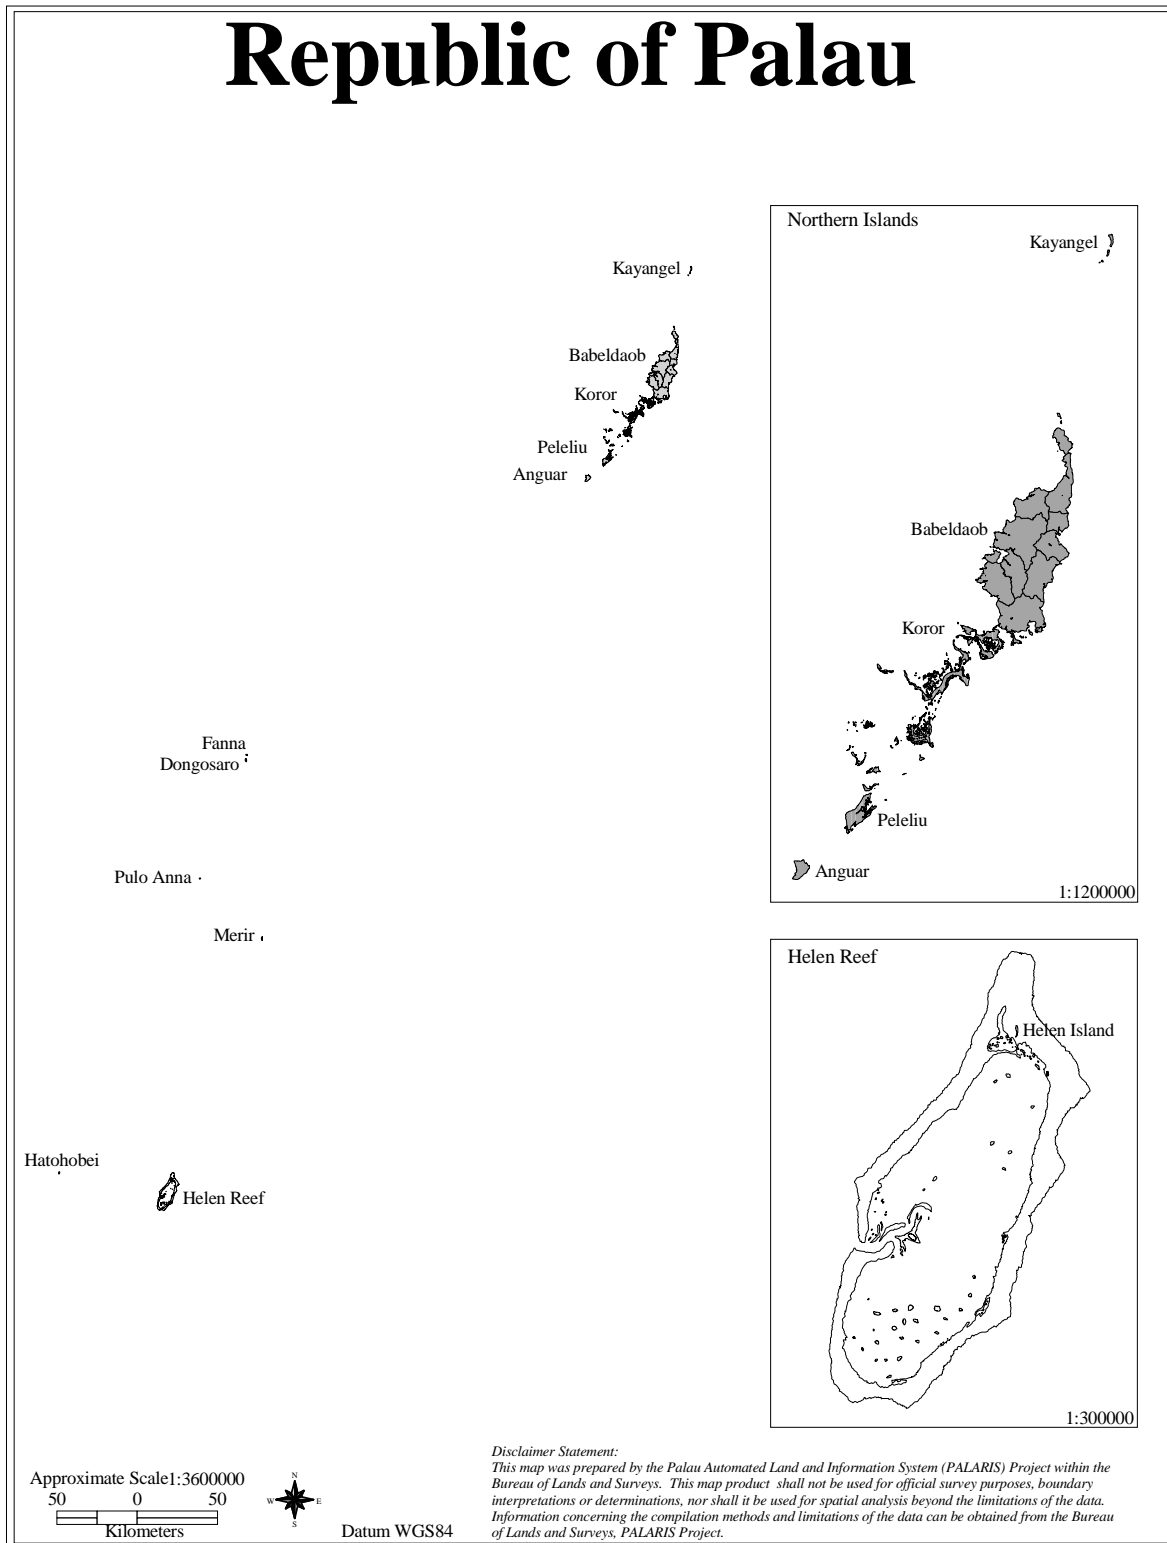 Republic of Palau
Northern Islands
Kayangel
Babeldaob
Koror
Peleliu
Anguar
1:1200000
Kayangel
Babeldaob
Koror
Peleliu
Anguar
Fanna
Dongosaro
Pulo Anna
Merir
Hatohobei
Helen Reef
Helen Reef
Helen Island
1:300000
Approximate Scale1:3600000
50 0 50
Kilometers
N
W E
S
Datum WGS84
Disclaimer Statement:
This map was prepared by the Palau Automated Land and Information System (PALARIS) Project within the
Bureau of Lands and Surveys. This map product shall not be used for official survey purposes, boundary
interpretations or determinations, nor shall it be used for spatial analysis beyond the limitations of the data.
Information concerning the compilation methods and limitations of the data can be obtained from the Bureau
of Lands and Surveys, PALARIS Project.